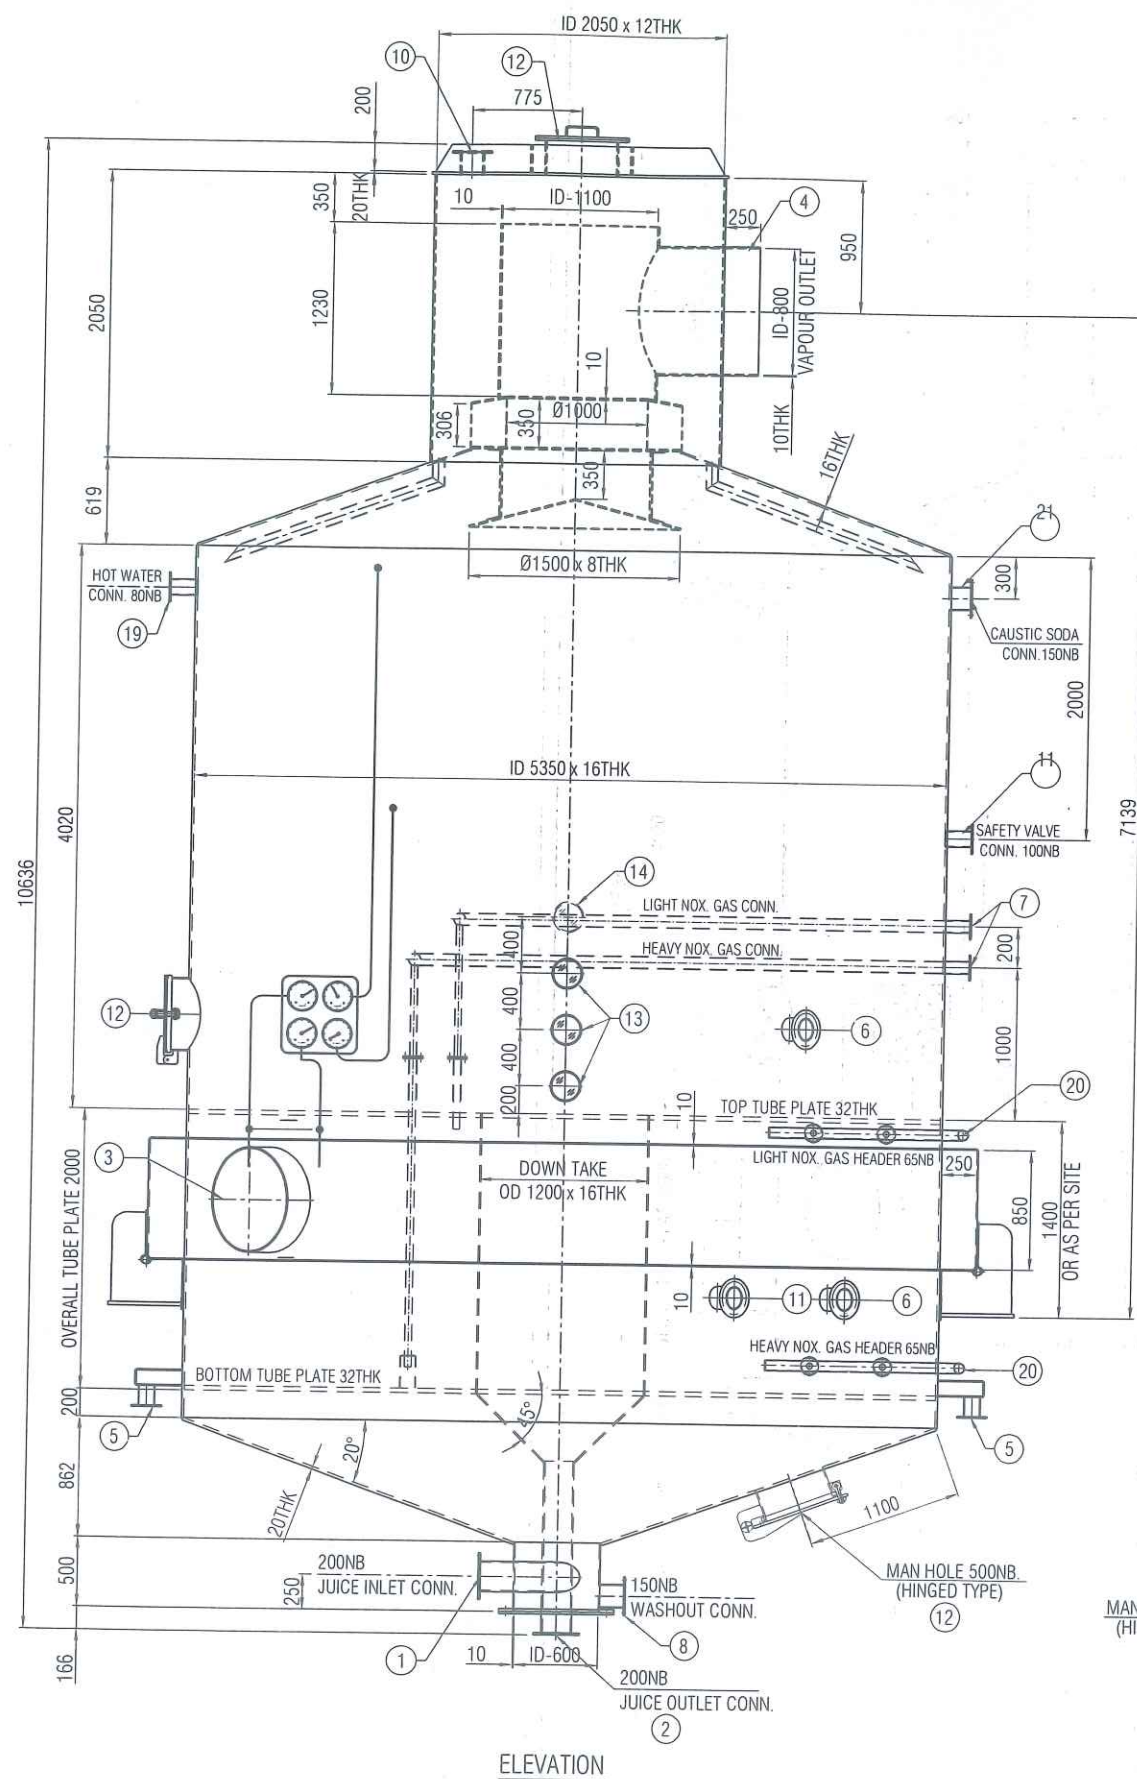 ID 2050 x 12THK
10
12
775
200
20THK
350
10
ID-1100
250
4
950
2050
1230
ID-800
VAPOUR OUTLET
10
306
350
Ø1000
10THK
350
16THK
619
Ø1500 x 8THK
21
300
HOT WATER
CONN. 80NB
19
CAUSTIC SODA
CONN.150NB
2000
ID 5350 x 16THK
11
4020
SAFETY VALVE
CONN. 100NB
7139
10636
14
LIGHT NOX. GAS CONN.
7
400
200
HEAVY NOX. GAS CONN.
400
12
13
6
400
1000
200
20
10
TOP TUBE PLATE 32THK
3
LIGHT NOX. GAS HEADER 65NB
250
DOWN TAKE
OD 1200 x 16THK
850
1400
OR AS PER SITE
OVERALL TUBE PLATE 2000
10
11
6
HEAVY NOX. GAS HEADER 65NB
20
BOTTOM TUBE PLATE 32THK
200
45°
5
5
20°
862
20THK
1100
500
200NB
JUICE INLET CONN.
250
150NB
WASHOUT CONN.
MAN HOLE 500NB.
(HINGED TYPE)
12
MAN
(HI
166
1
10
ID-600
8
200NB
JUICE OUTLET CONN.
2
ELEVATION